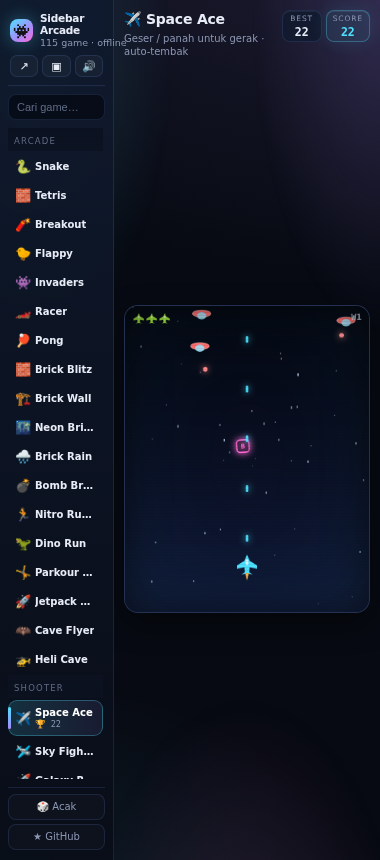 Sidebar
Arcade
115 game · offline
Cari game…
ARCADE
Snake
Tetris
Breakout
Flappy
Invaders
Racer
Pong
Brick Blitz
Brick Wall
Neon Bri…
Brick Rain
Bomb Br…
Nitro Ru…
Dino Run
Parkour …
Jetpack …
Cave Flyer
Heli Cave
SHOOTER
Space Ace
22
Sky Figh…
Acak
★ GitHub
Space Ace
Geser / panah untuk gerak ·
auto-tembak
BEST
22
SCORE
22
W1